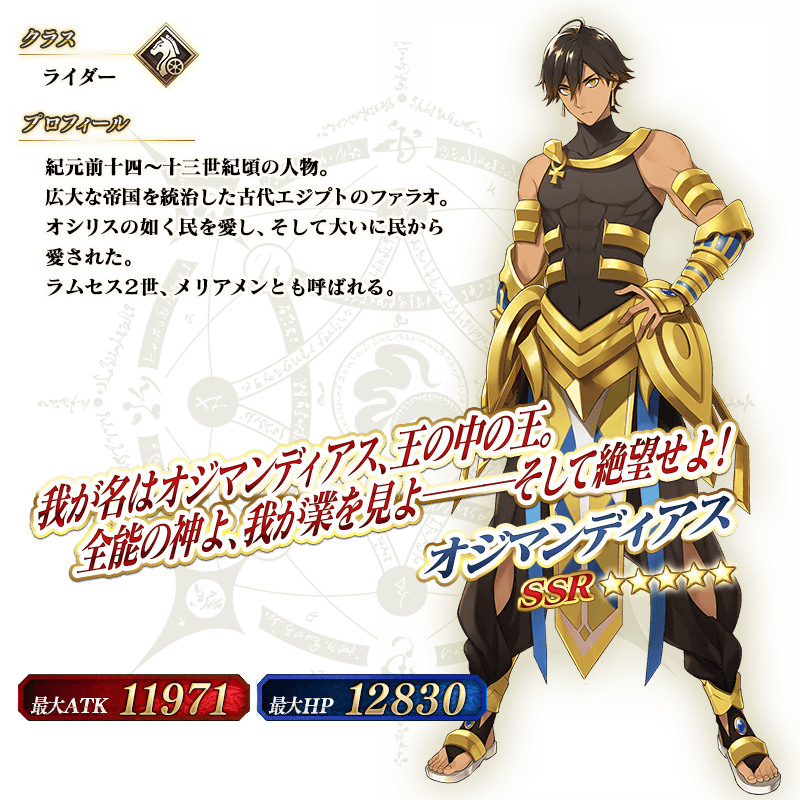 クラス
ライダー
プロフィール
紀元前十四～十三世紀頃の人物。
広大な帝国を統治した古代エジプトのファラオ。
オシリスの如く民を愛し、そして大いに民から
愛された。
ラムセス２世、メリアメンとも呼ばれる。
我が名はオジマンディアス、王の中の王。
全能の神よ、我が業を見よ――そして絶望せよ！
オジマンディアス
SSR ★★★★★
最大ATK 11971
最大HP 12830